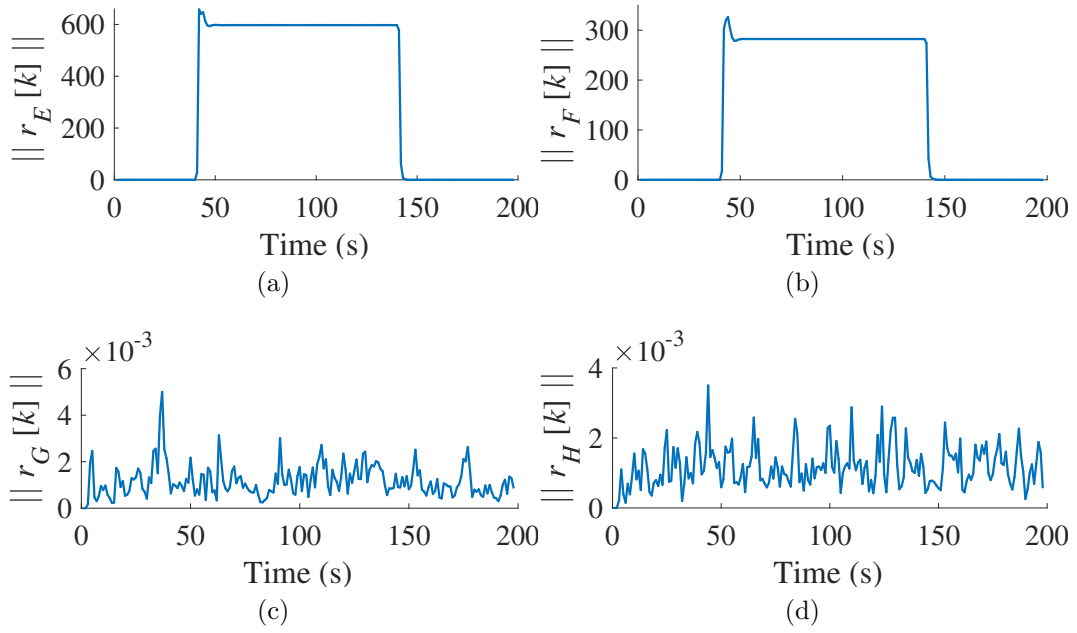 || r_E [k] ||
600
400
200
0
0 50 100 150 200
Time (s)
(a)
|| r_F [k] ||
300
200
100
0
0 50 100 150 200
Time (s)
(b)
×10^-3
|| r_G [k] ||
6
4
2
0
0 50 100 150 200
Time (s)
(c)
×10^-3
|| r_H [k] ||
4
2
0
0 50 100 150 200
Time (s)
(d)